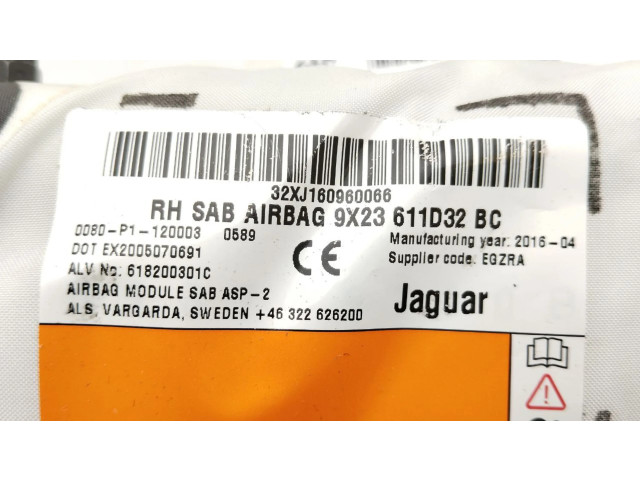 32XJ160960066
RH SAB AIRBAG 9X23 611D32 BC
0080-P1-120003 0589
Manufacturing year: 2016-04
DOT EX2005070691
Supplier code: EGZRA
ALV No: 618200301C
CE
AIRBAG MODULE SAB ASP-2
Jaguar
ALS, VARGARDA, SWEDEN +46 322 626200